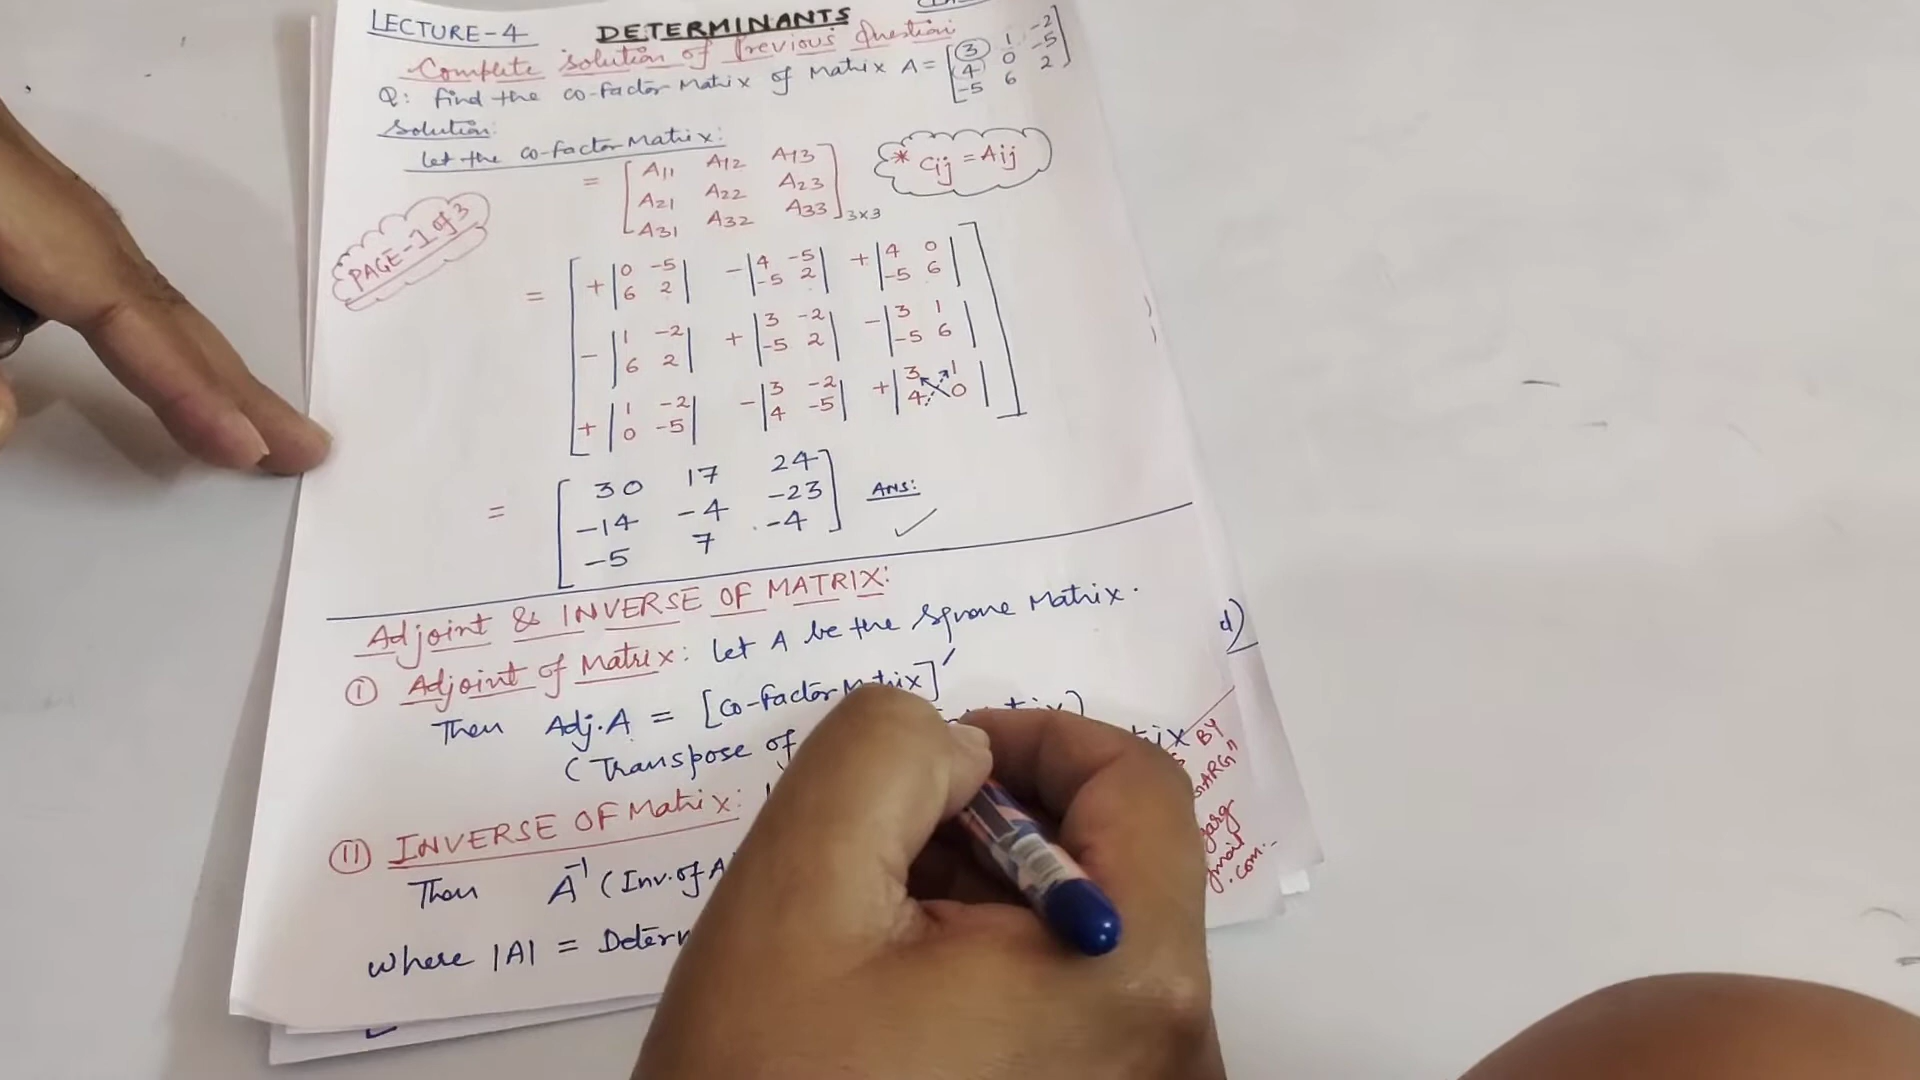 LECTURE-4 DETERMINANTS
Complete solution of Previous Question
Q: find the co-factor Matrix of Matrix A = [3 1 -2
4 0 -5
-5 6 2]
Solution:
let the co-factor Matrix:
= [A11 A12 A13
A21 A22 A23
A31 A32 A33]3x3
* Cij = Aij
PAGE-1 of 3
= [+|0 -5| -|4 -5| +|4 0|
|6 2| |-5 2| |-5 6|
-|1 -2| +|3 -2| -|3 1|
|6 2| |-5 2| |-5 6|
+|1 -2| -|3 -2| +|3 1|
|0 -5| |4 -5| |4 0|]
= [30 17 24
-14 -4 -23
-5 7 -4] ANS:
Adjoint & INVERSE OF MATRIX:
(I) Adjoint of Matrix: let A be the square Matrix.
Then Adj.A = [co-factor Matrix]′
(Transpose of
(II) INVERSE OF Matrix:
Then A⁻¹ (Inv. of A
where |A| =
d)
BY
.com.-